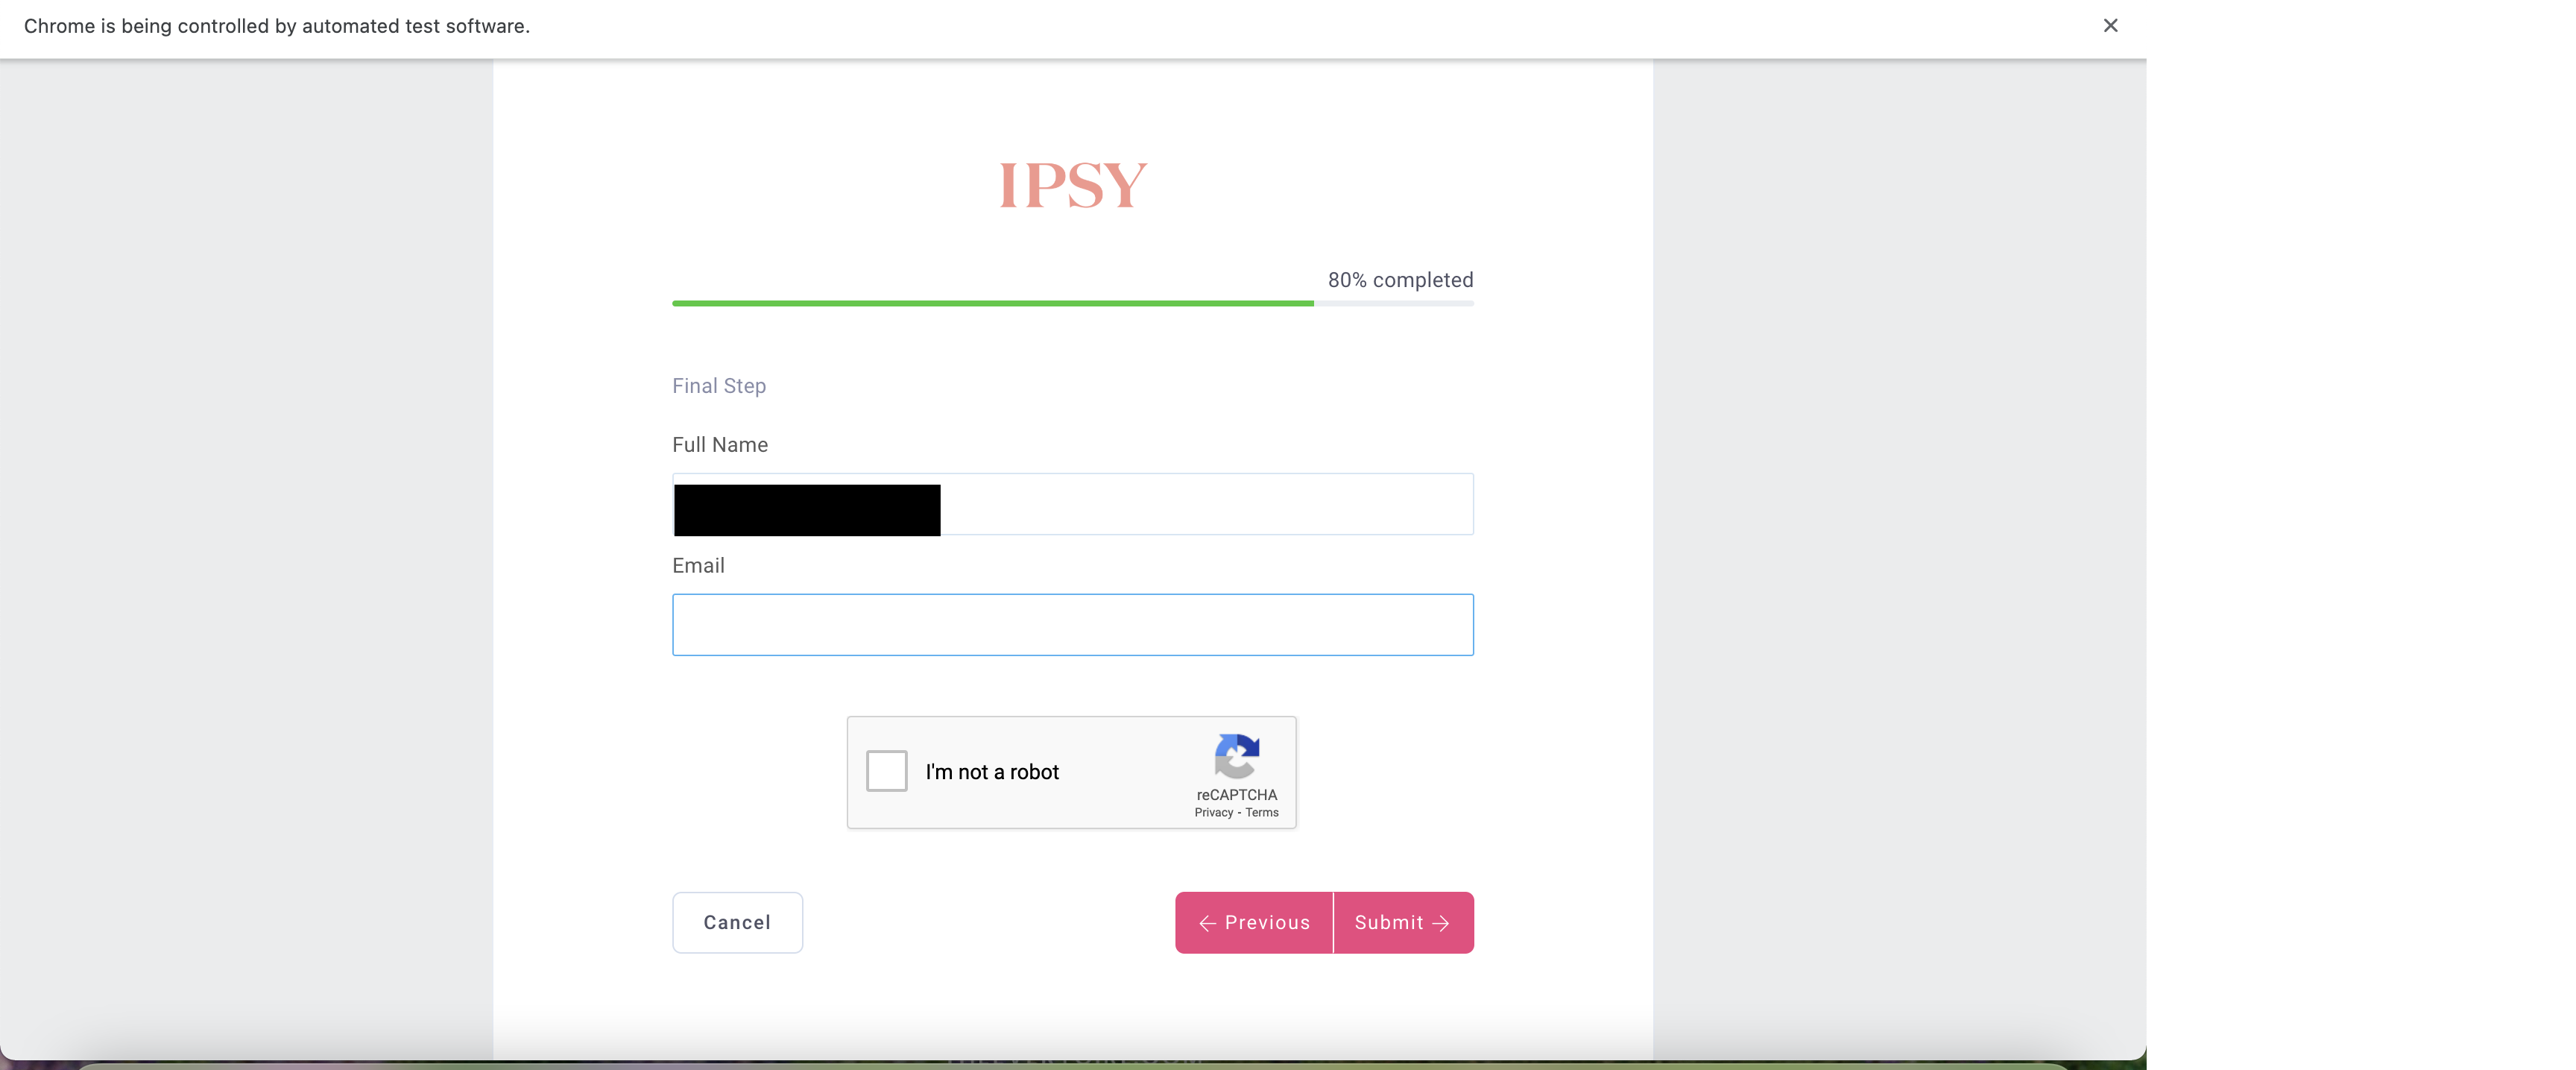 Chrome is being controlled by automated test software.
IPSY
80% completed
Final Step
Full Name
Email
I'm not a robot
reCAPTCHA
Privacy - Terms
Cancel
← Previous
Submit →